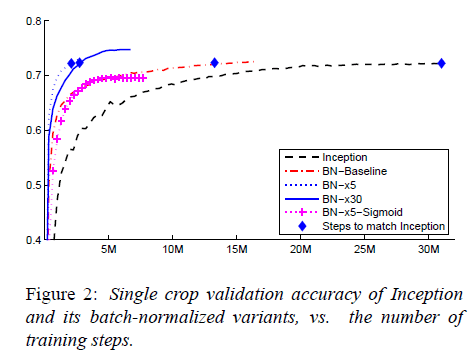 0.8
0.7
0.6
0.5
0.4
5M 10M 15M 20M 25M 30M
Inception
BN−Baseline
BN−x5
BN−x30
BN−x5−Sigmoid
Steps to match Inception
Figure 2: Single crop validation accuracy of Inception
and its batch-normalized variants, vs. the number of
training steps.